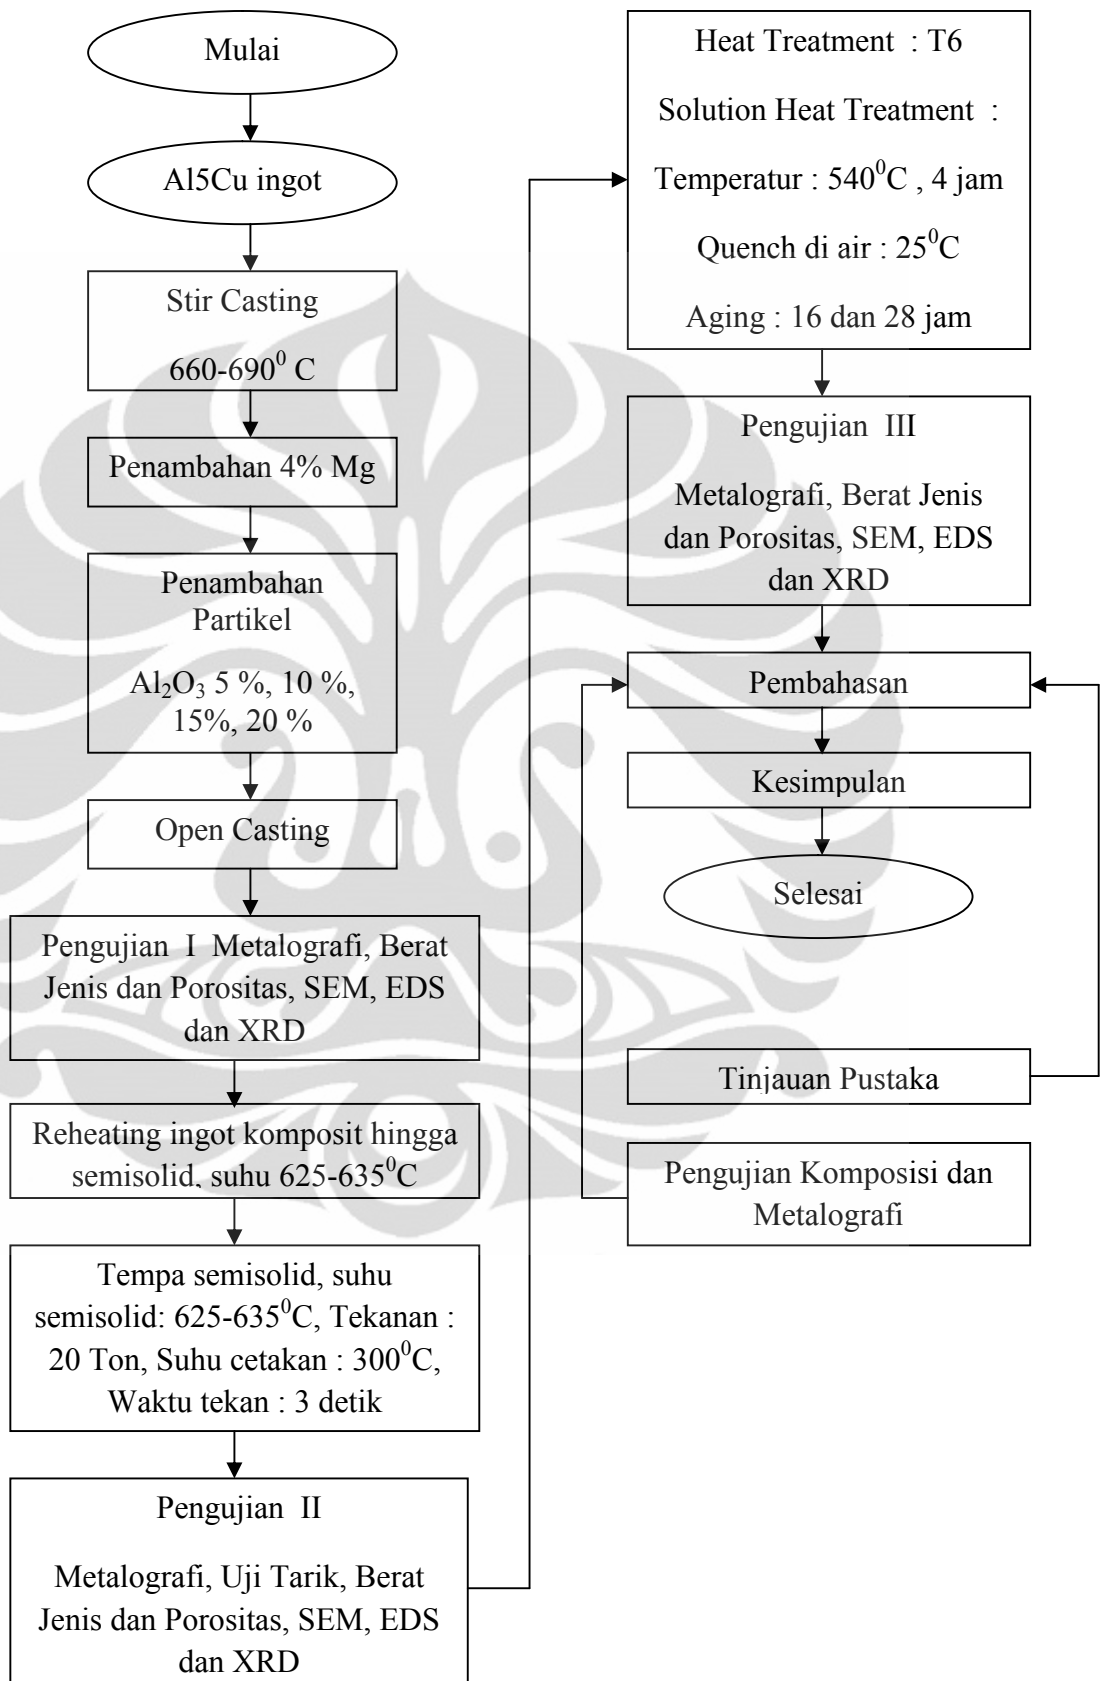 Mulai
Al5Cu ingot
Stir Casting
660-690⁰ C
Penambahan 4% Mg
Penambahan
Partikel
Al₂O₃ 5 %, 10 %,
15%, 20 %
Open Casting
Pengujian I Metalografi, Berat
Jenis dan Porositas, SEM, EDS
dan XRD
Reheating ingot komposit hingga
semisolid, suhu 625-635⁰C
Tempa semisolid, suhu
semisolid: 625-635⁰C, Tekanan :
20 Ton, Suhu cetakan : 300⁰C,
Waktu tekan : 3 detik
Pengujian II
Metalografi, Uji Tarik, Berat
Jenis dan Porositas, SEM, EDS
dan XRD
Heat Treatment : T6
Solution Heat Treatment :
Temperatur : 540⁰C , 4 jam
Quench di air : 25⁰C
Aging : 16 dan 28 jam
Pengujian III
Metalografi, Berat Jenis
dan Porositas, SEM, EDS
dan XRD
Pembahasan
Kesimpulan
Selesai
Tinjauan Pustaka
Pengujian Komposisi dan
Metalografi